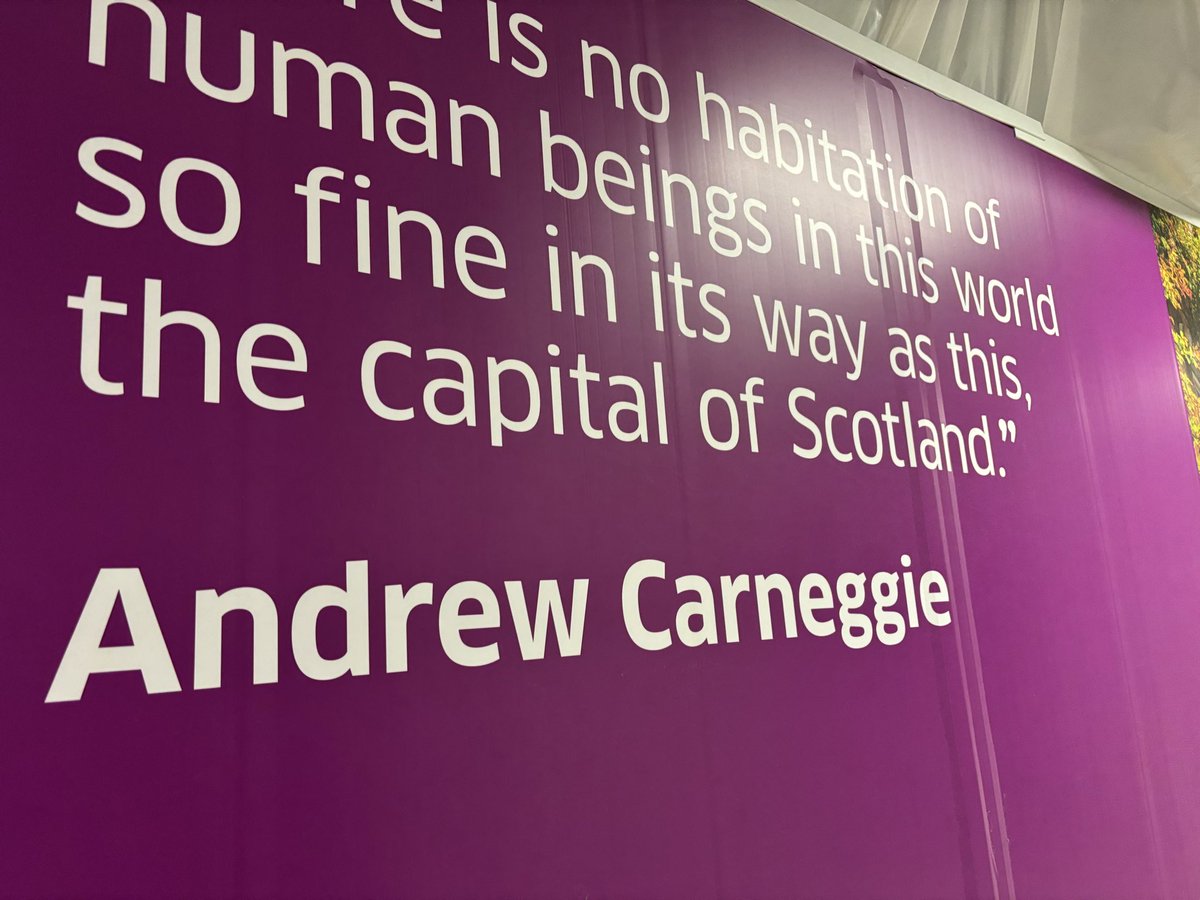 is no habitation of
human beings in this world
so fine in its way as this,
the capital of Scotland.”
Andrew Carneggie